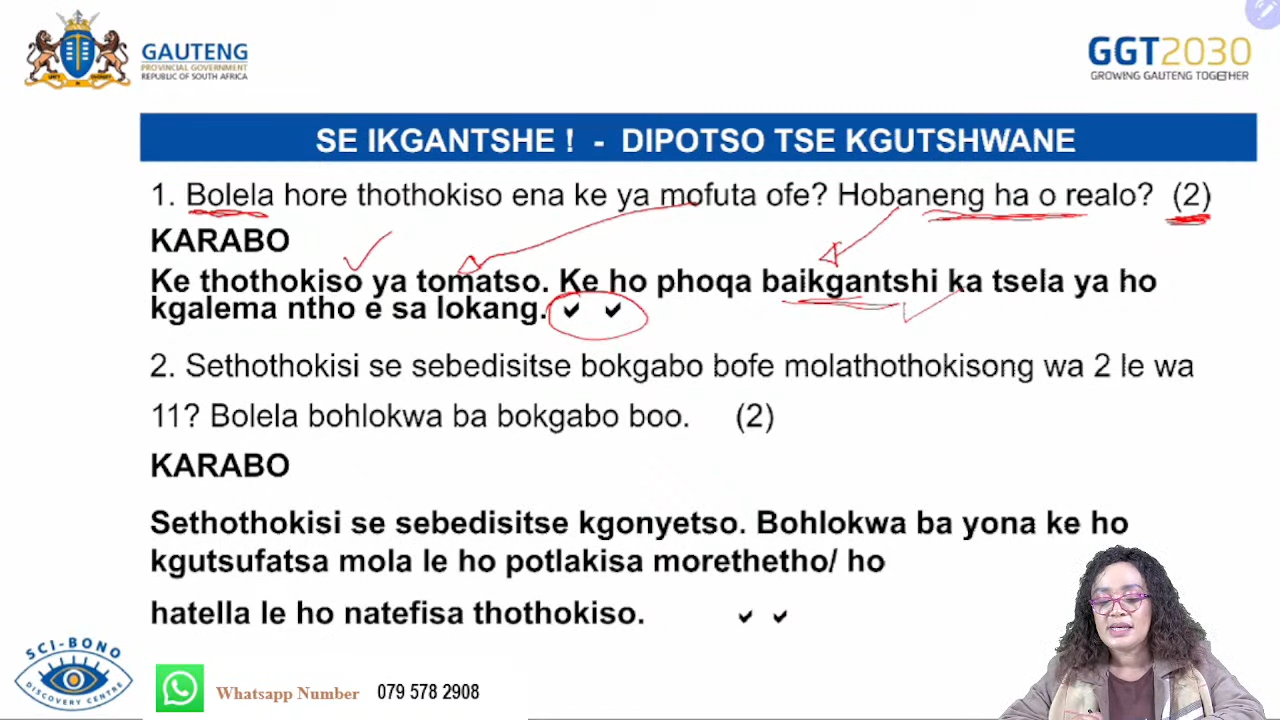 GAUTENG
PROVINCIAL GOVERNMENT
REPUBLIC OF SOUTH AFRICA
GGT2030
GROWING GAUTENG TOGETHER
SE IKGANTSHE ! - DIPOTSO TSE KGUTSHWANE
1. Bolela hore thothokiso ena ke ya mofuta ofe? Hobaneng ha o realo? (2)
KARABO
Ke thothokiso ya tomatso. Ke ho phoqa baikgantshi ka tsela ya ho
kgalema ntho e sa lokang.
2. Sethothokisi se sebedisitse bokgabo bofe molathothokisong wa 2 le wa
11? Bolela bohlokwa ba bokgabo boo. (2)
KARABO
Sethothokisi se sebedisitse kgonyetso. Bohlokwa ba yona ke ho
kgutsufatsa mola le ho potlakisa morethetho/ ho
hatella le ho natefisa thothokiso.
SCI-BONO
DISCOVERY CENTRE
Whatsapp Number 079 578 2908